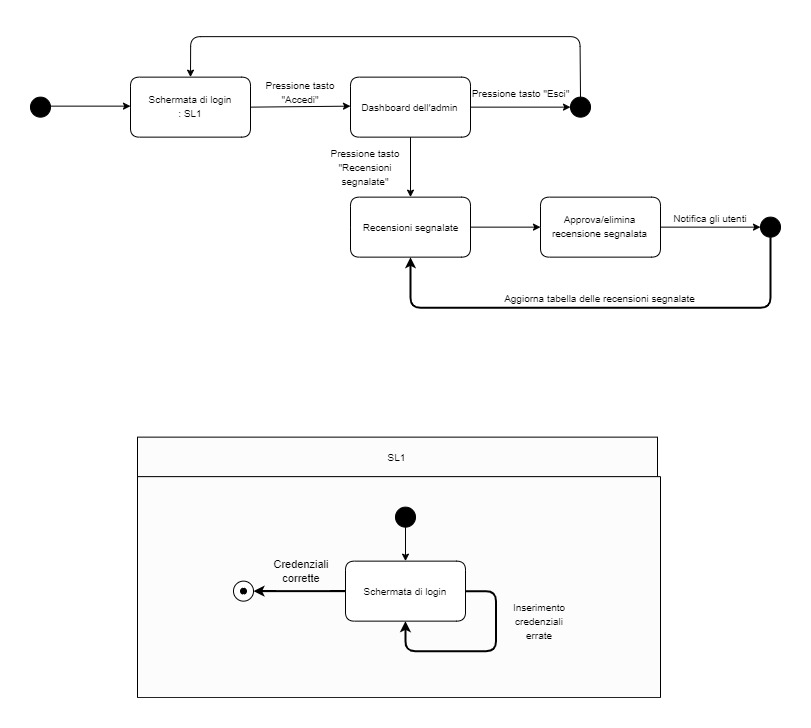 Schermata di login
: SL1
Pressione tasto
"Accedi"
Dashboard dell'admin
Pressione tasto "Esci"
Pressione tasto
"Recensioni
segnalate"
Recensioni segnalate
Approva/elimina
recensione segnalata
Notifica gli utenti
Aggiorna tabella delle recensioni segnalate
SL1
Credenziali
corrette
Schermata di login
Inserimento
credenziali
errate